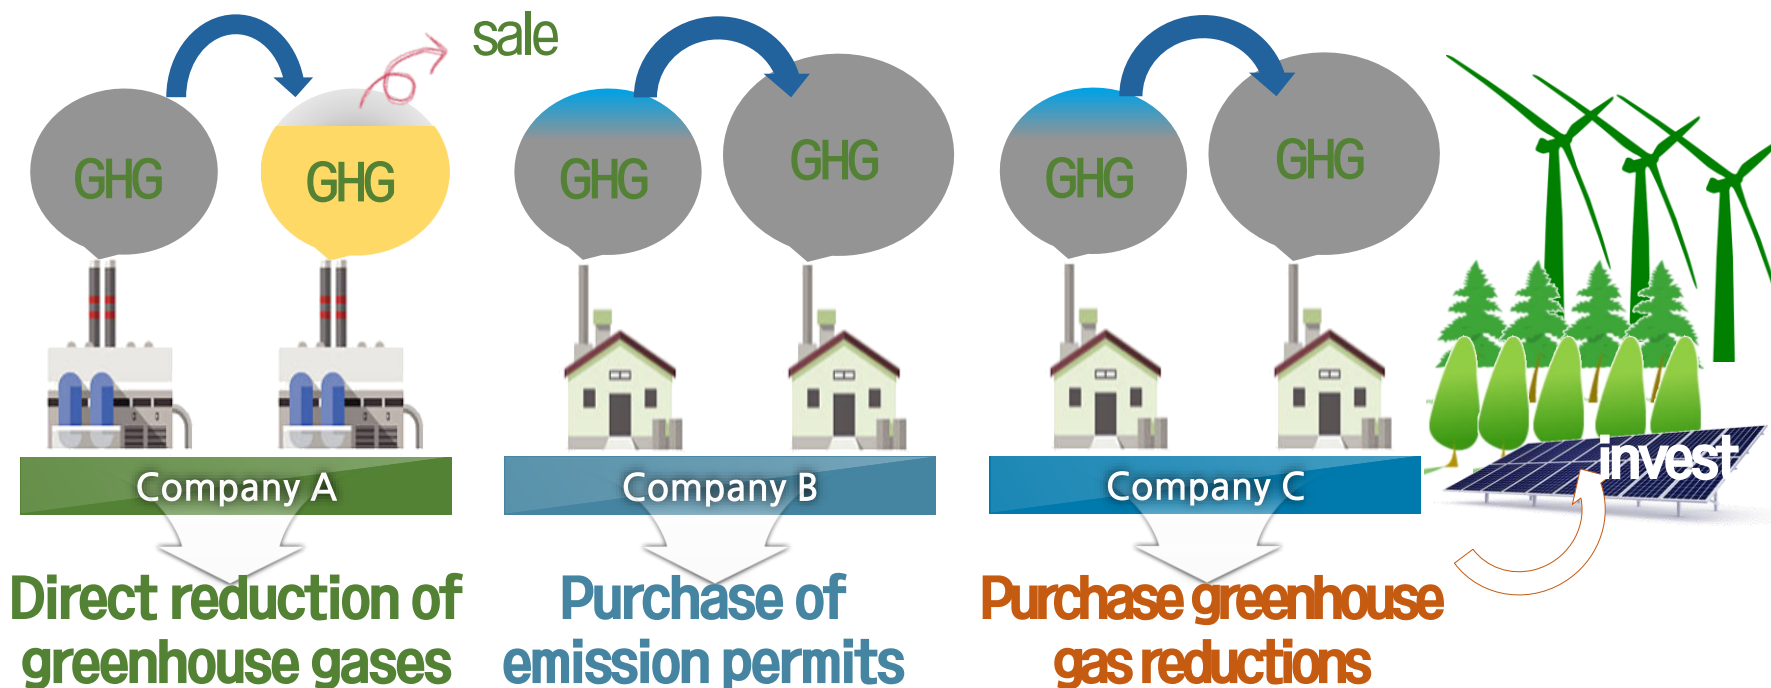 sale
GHG
GHG
GHG
GHG
GHG
GHG
Company A
Company B
Company C
invest
Direct reduction of
greenhouse gases
Purchase of
emission permits
Purchase greenhouse
gas reductions